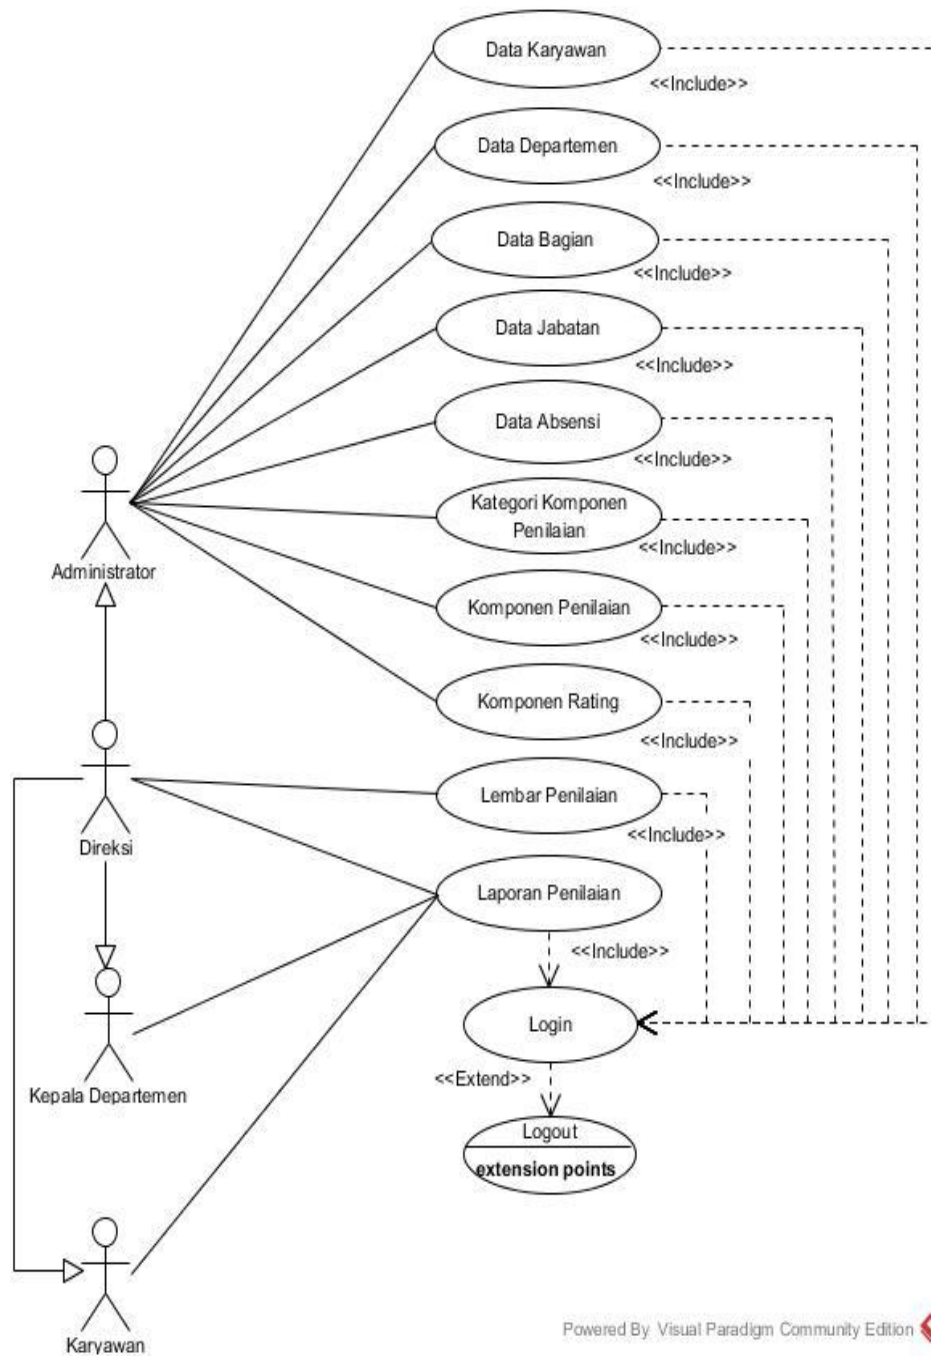 Data Karyawan
<<Include>>
Data Departemen
<<Include>>
Data Bagian
<<Include>>
Data Jabatan
<<Include>>
Data Absensi
<<Include>>
Kategori Komponen
Penilaian
<<Include>>
Administrator
Komponen Penilaian
<<Include>>
Komponen Rating
<<Include>>
Lembar Penilaian
<<Include>>
Direksi
Laporan Penilaian
<<Include>>
Login
<<Extend>>
Kepala Departemen
Logout
extension points
Karyawan
Powered By Visual Paradigm Community Edition